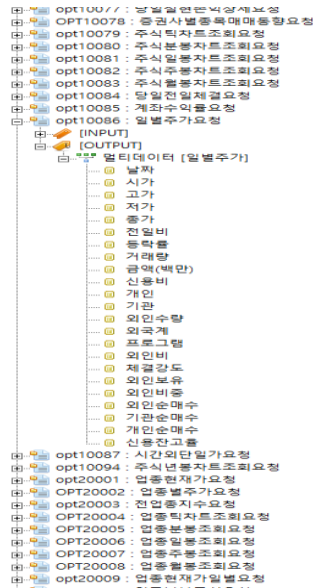 opt10077 : 당일실현손익상세요청
OPT10078 : 증권사별종목매매동향요청
opt10079 : 주식틱차트조회요청
opt10080 : 주식분봉차트조회요청
opt10081 : 주식일봉차트조회요청
opt10082 : 주식주봉차트조회요청
opt10083 : 주식월봉차트조회요청
opt10084 : 당일전일체결요청
opt10085 : 계좌수익률요청
opt10086 : 일별주가요청
[INPUT]
[OUTPUT]
멀티데이터 [일별주가]
날짜
시가
고가
저가
종가
전일비
등락률
거래량
금액(백만)
신용비
개인
기관
외인수량
외국계
프로그램
외인비
체결강도
외인보유
외인비중
외인순매수
기관순매수
개인순매수
신용잔고율
opt10087 : 시간외단일가요청
opt10094 : 주식년봉차트조회요청
opt20001 : 업종현재가요청
OPT20002 : 업종별주가요청
opt20003 : 전업종지수요청
OPT20004 : 업종틱차트조회요청
OPT20005 : 업종분봉조회요청
OPT20006 : 업종일봉조회요청
OPT20007 : 업종주봉조회요청
OPT20008 : 업종월봉조회요청
opt20009 : 업종현재가일별요청